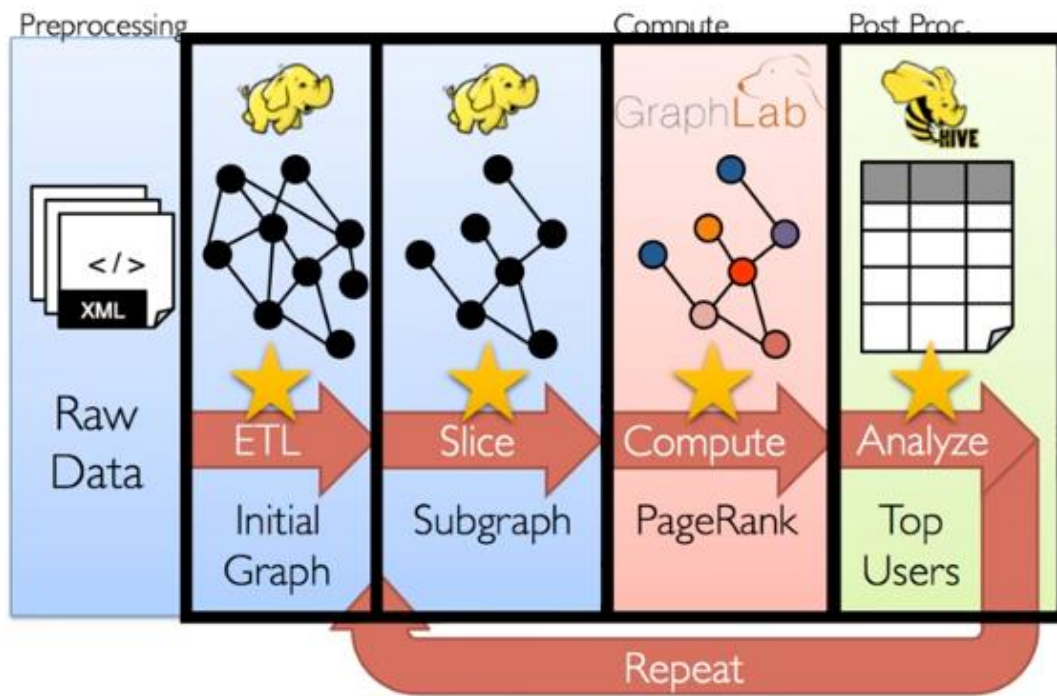 Preprocessing
Compute
Post Proc.
GraphLab
HIVE
</>
XML
Raw
Data
ETL
Slice
Compute
Analyze
Initial
Graph
Subgraph
PageRank
Top
Users
Repeat